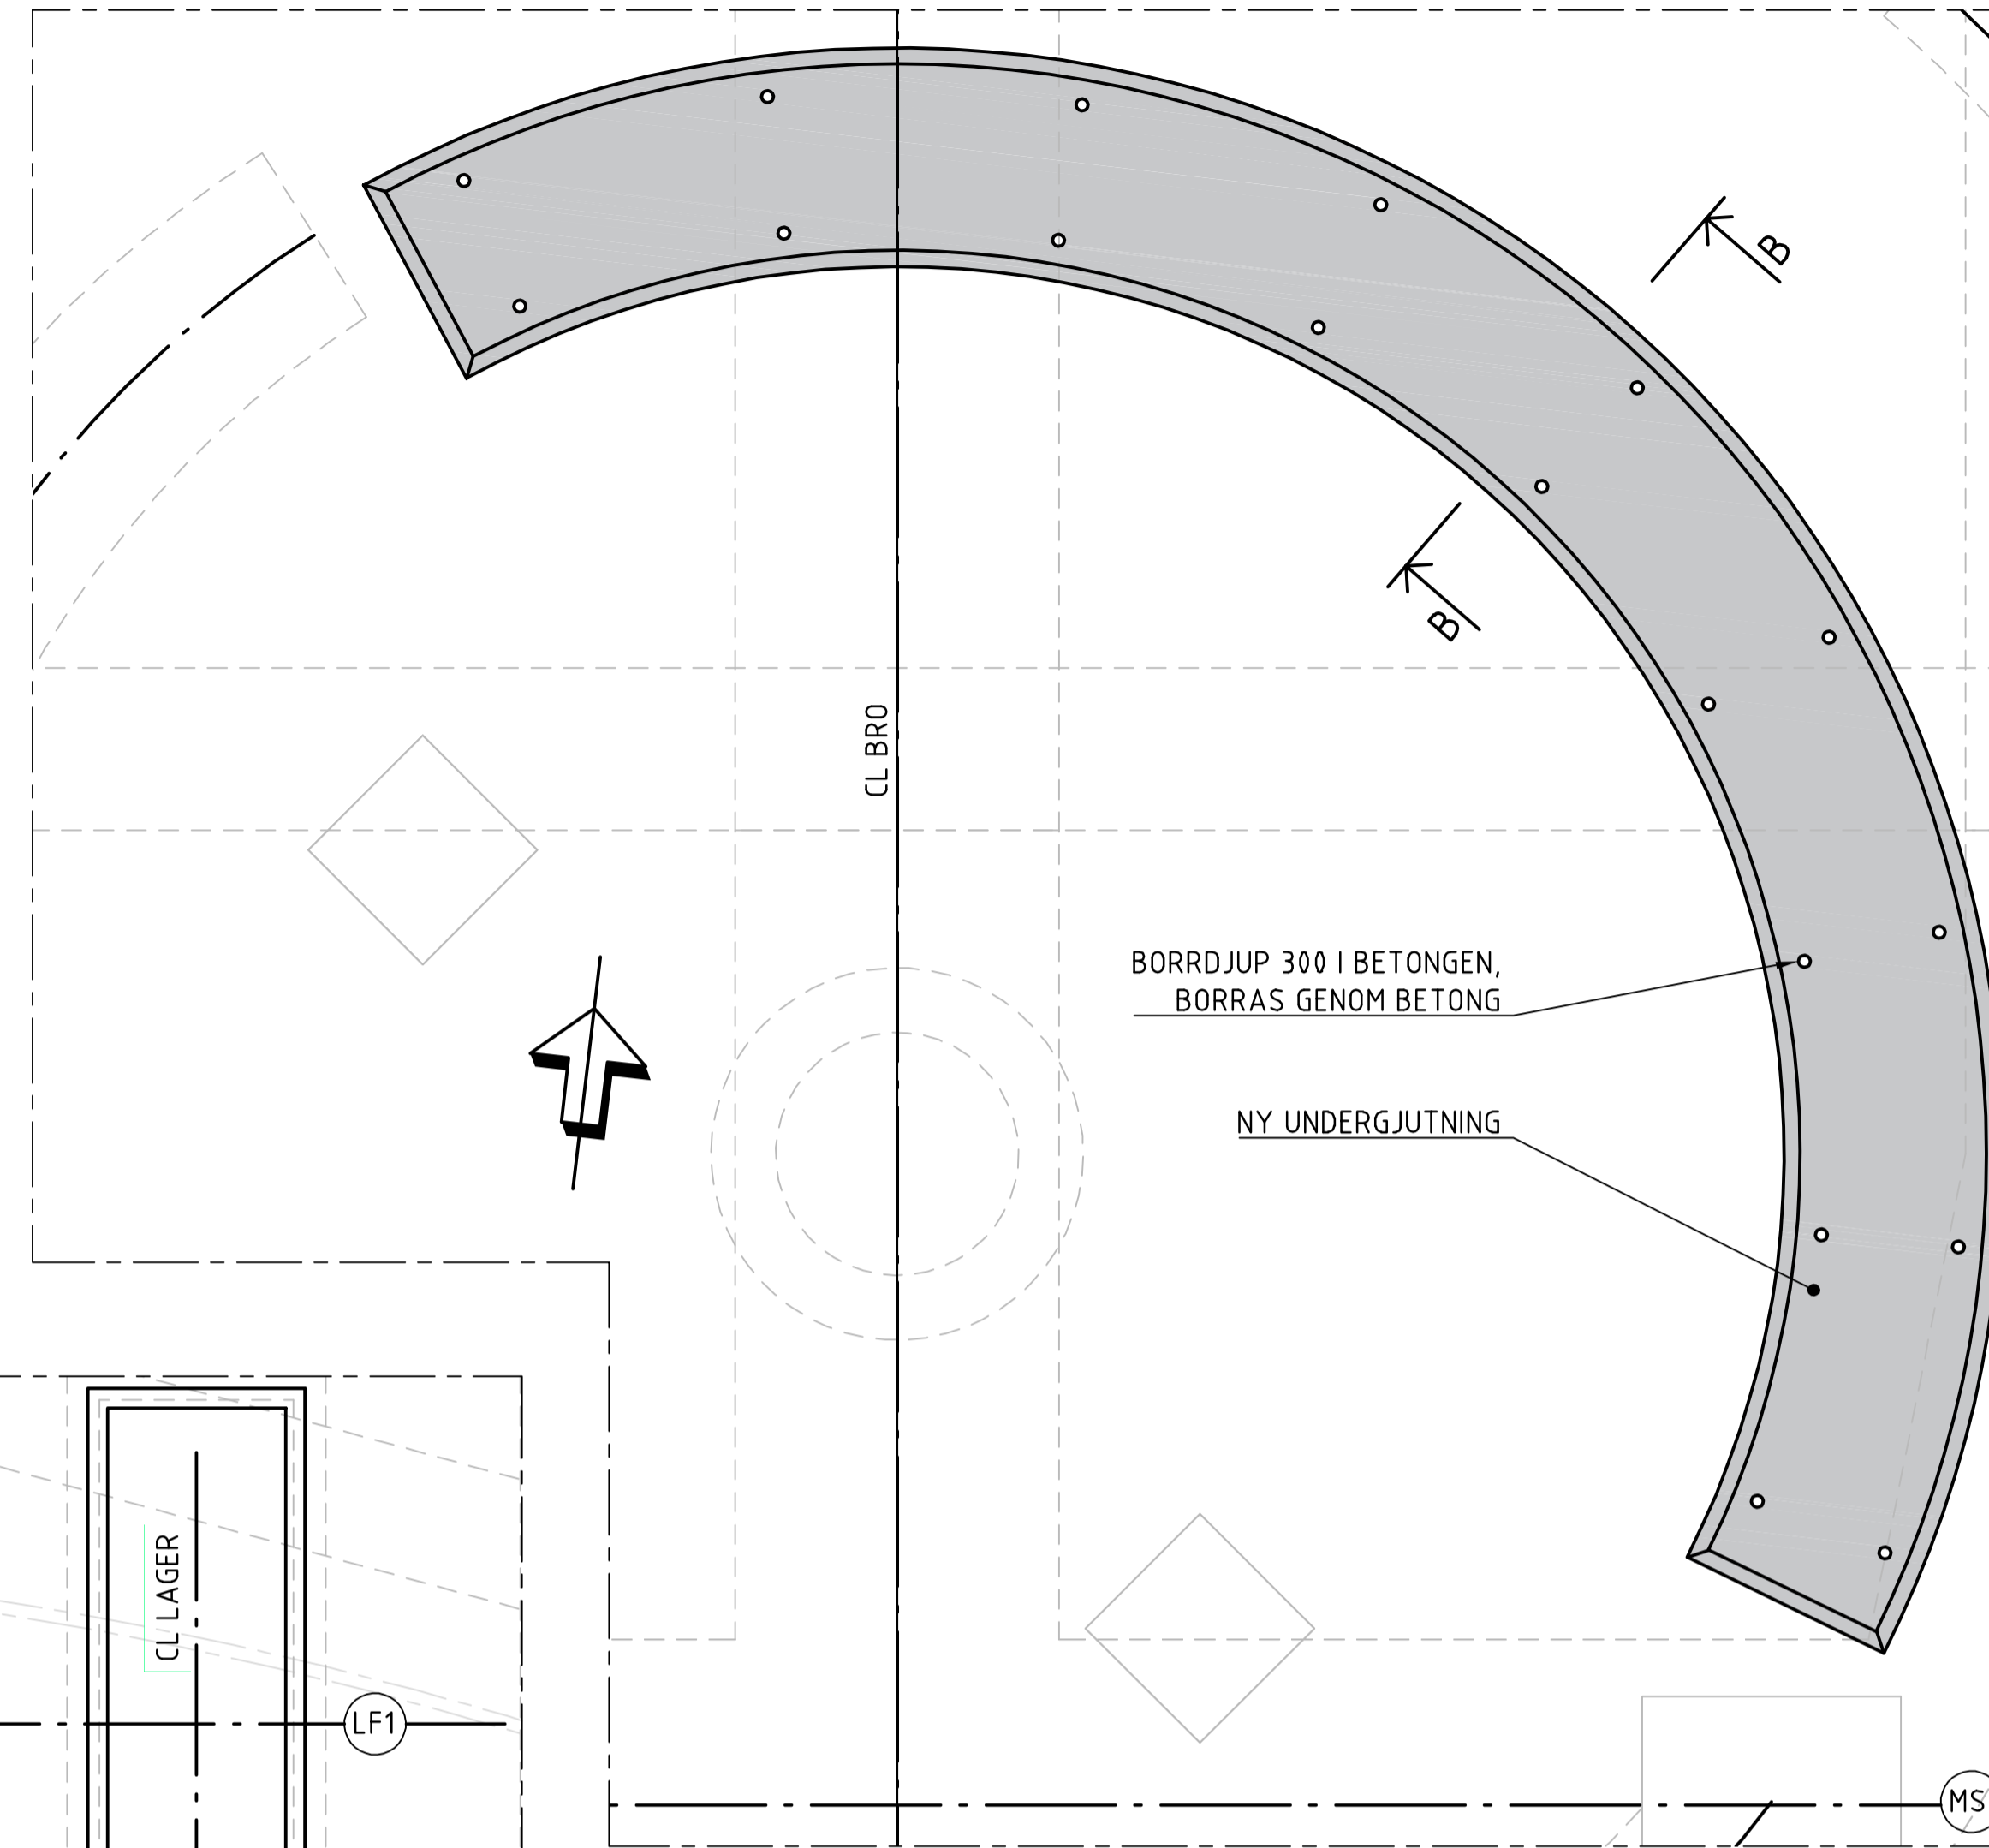 B
B
CL BRO
BORRDJUP 300 I BETONGEN,
BORRAS GENOM BETONG
NY UNDERGJUTNING
CL LAGER
LF1
MS